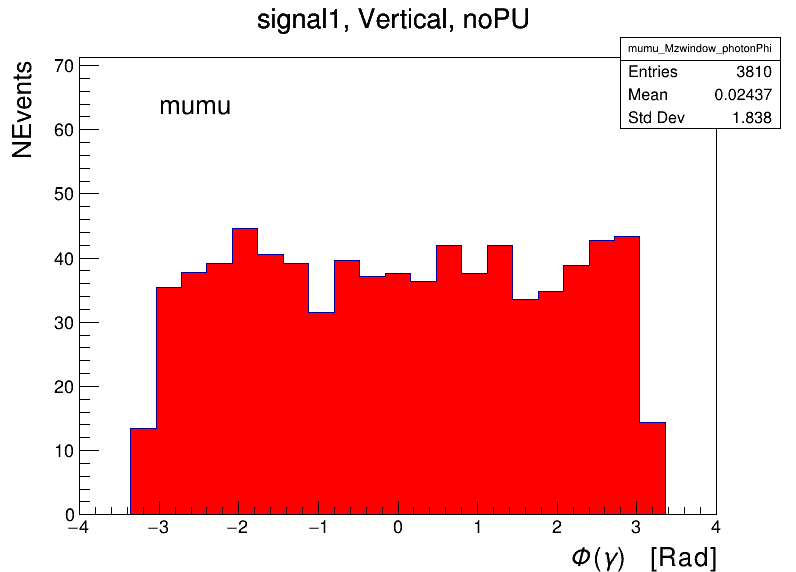 signal1, Vertical, noPU
mumu_Mzwindow_photonPhi
Entries 3810
Mean 0.02437
Std Dev 1.838
mumu
NEvents
70
60
50
40
30
20
10
0
−4 −3 −2 −1 0 1 2 3 4
Φ(γ) [Rad]